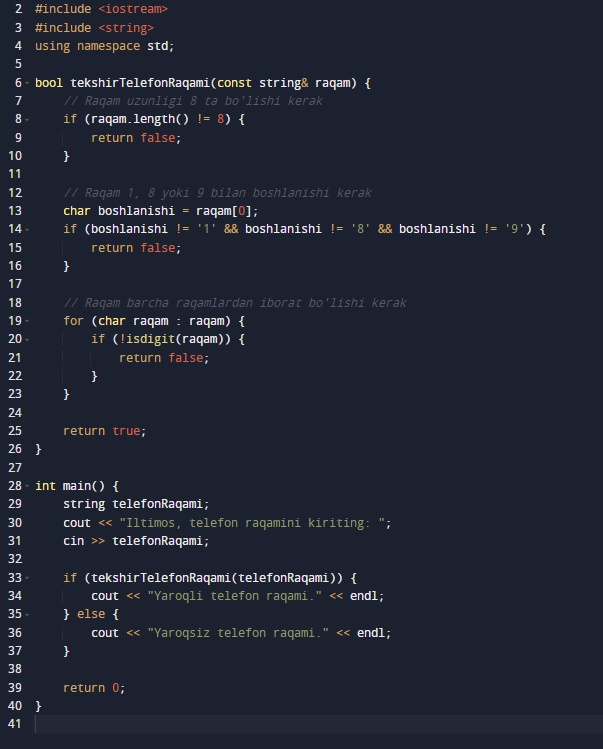 2 #include <iostream>
3 #include <string>
4 using namespace std;
5
6 bool tekshirTelefonRaqami(const string& raqam) {
7     // Raqam uzunligi 8 ta bo'lishi kerak
8     if (raqam.length() != 8) {
9         return false;
10     }
11
12     // Raqam 1, 8 yoki 9 bilan boshlanishi kerak
13     char boshlanishi = raqam[0];
14     if (boshlanishi != '1' && boshlanishi != '8' && boshlanishi != '9') {
15         return false;
16     }
17
18     // Raqam barcha raqamlardan iborat bo'lishi kerak
19     for (char raqam : raqam) {
20         if (!isdigit(raqam)) {
21             return false;
22         }
23     }
24
25     return true;
26 }
27
28 int main() {
29     string telefonRaqami;
30     cout << "Iltimos, telefon raqamini kiriting: ";
31     cin >> telefonRaqami;
32
33     if (tekshirTelefonRaqami(telefonRaqami)) {
34         cout << "Yaroqli telefon raqami." << endl;
35     } else {
36         cout << "Yaroqsiz telefon raqami." << endl;
37     }
38
39     return 0;
40 }
41